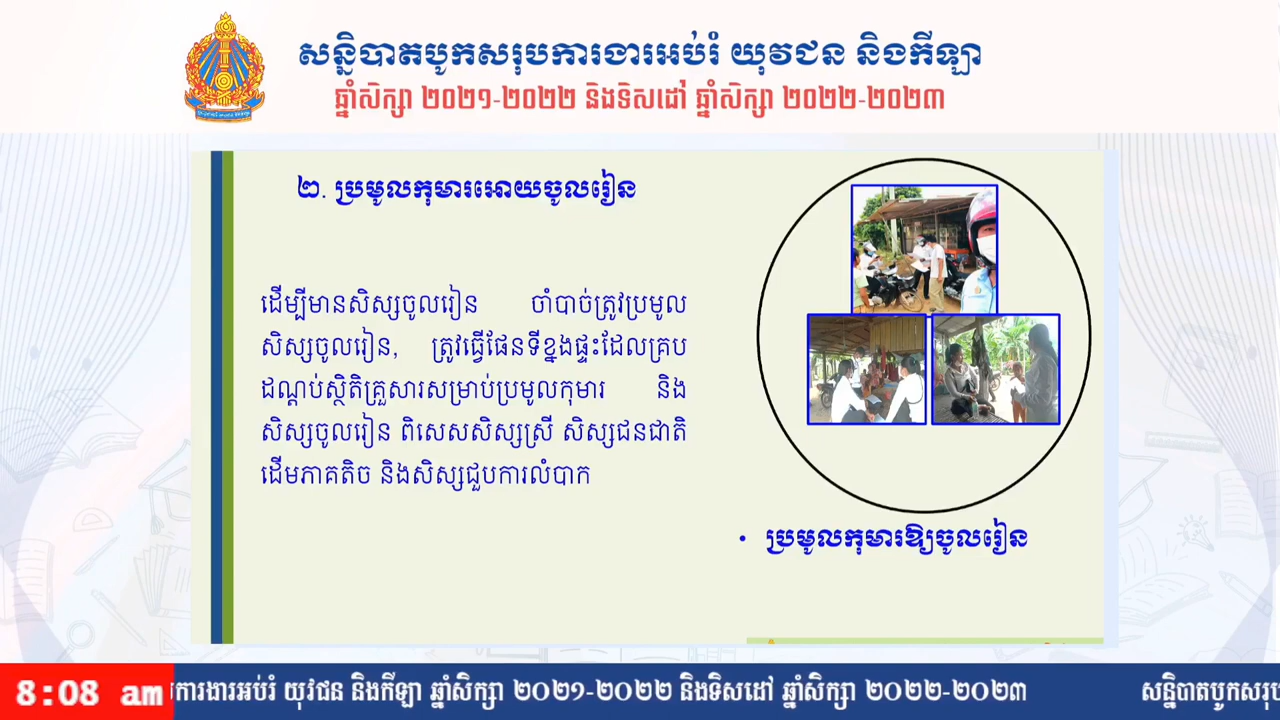 សន្និបាតបូកសរុបការងារអប់រំ យុវជន និងកីឡា
ឆ្នាំសិក្សា ២០២១-២០២២ និងទិសដៅ ឆ្នាំសិក្សា ២០២២-២០២៣
២. ប្រមូលកុមារអោយចូលរៀន
ដើម្បីមានសិស្សចូលរៀន ចាំបាច់ត្រូវប្រមូល
សិស្សចូលរៀន, ត្រូវធ្វើផែនទីខ្នងផ្ទះដែលគ្រប
ដណ្តប់ស្ថិតិគ្រួសារសម្រាប់ប្រមូលកុមារ និង
សិស្សចូលរៀន ពិសេសសិស្សស្រី សិស្សជនជាតិ
ដើមភាគតិច និងសិស្សជួបការលំបាក
• ប្រមូលកុមារឱ្យចូលរៀន
8:08 am
ការងារអប់រំ យុវជន និងកីឡា ឆ្នាំសិក្សា ២០២១-២០២២ និងទិសដៅ ឆ្នាំសិក្សា ២០២២-២០២៣ សន្និបាតបូកសរុប